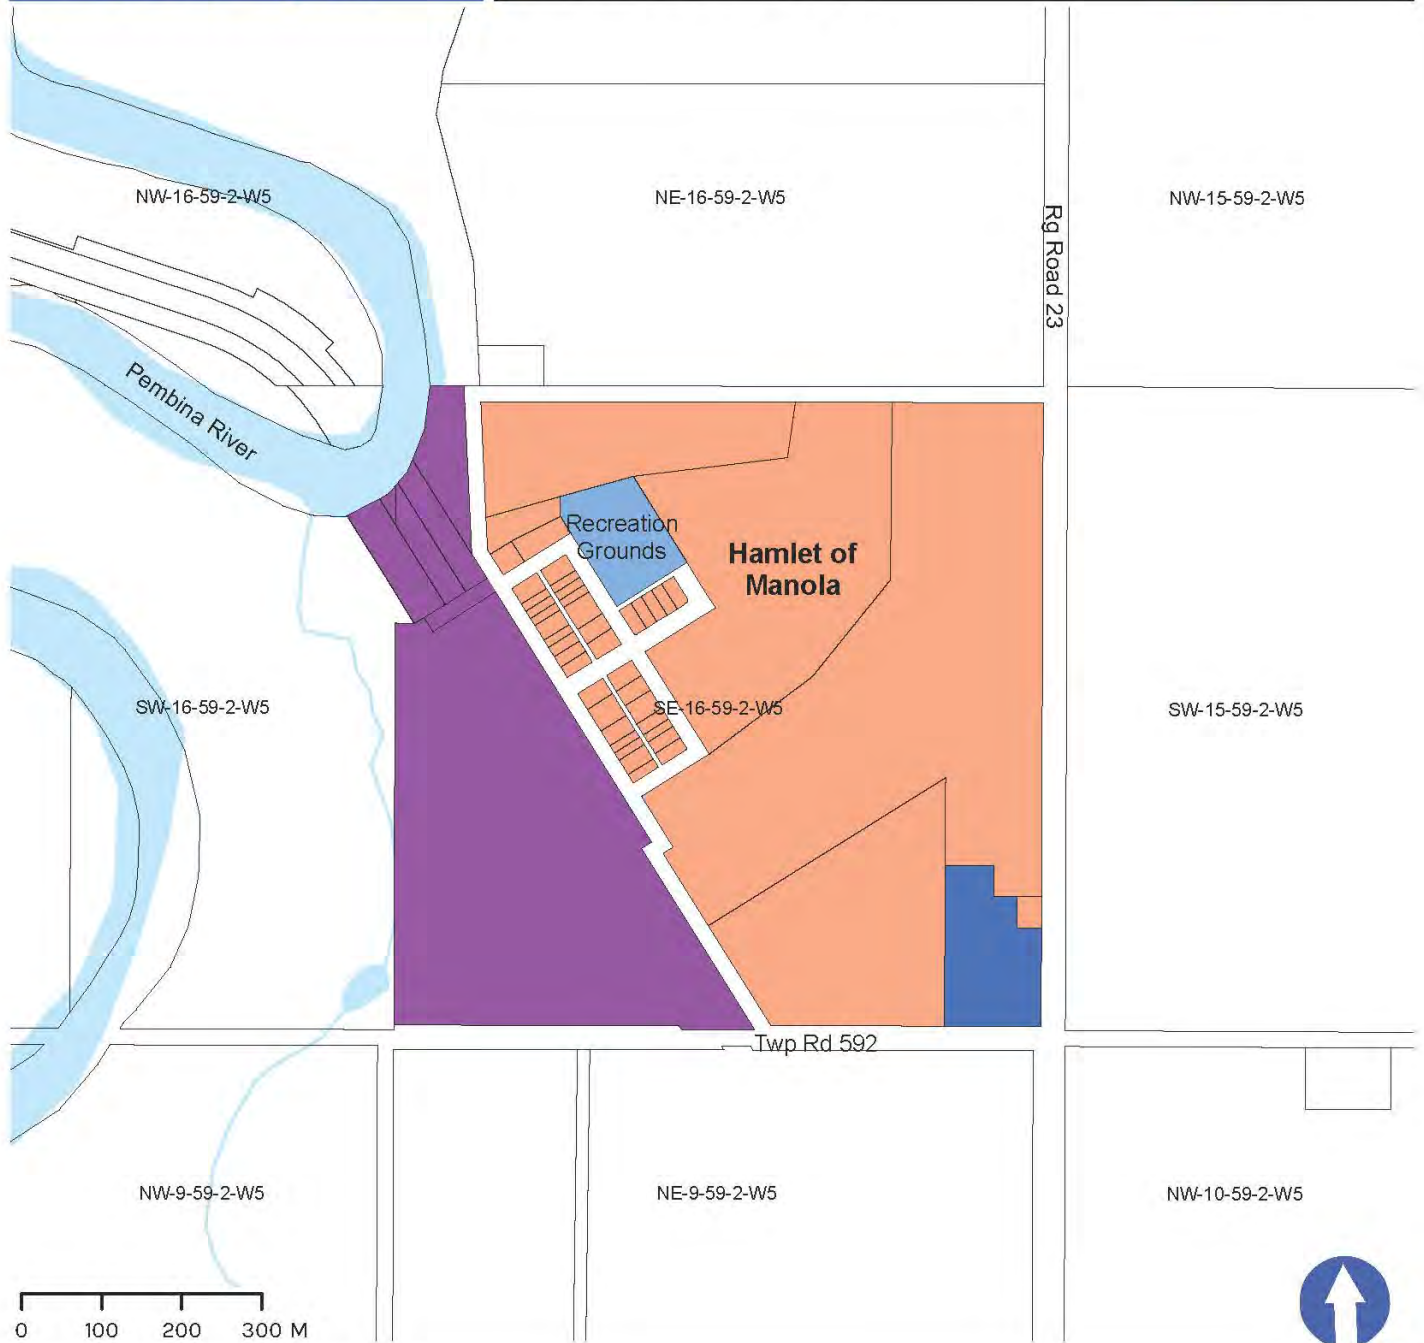 NW-16-59-2-W5
NE-16-59-2-W5
NW-15-59-2-W5
Rg Road 23
Pembina River
Recreation
Grounds
Hamlet of
Manola
SW-16-59-2-W5
SE-16-59-2-W5
SW-15-59-2-W5
Twp Rd 592
NW-9-59-2-W5
NE-9-59-2-W5
NW-10-59-2-W5
0 100 200 300 M